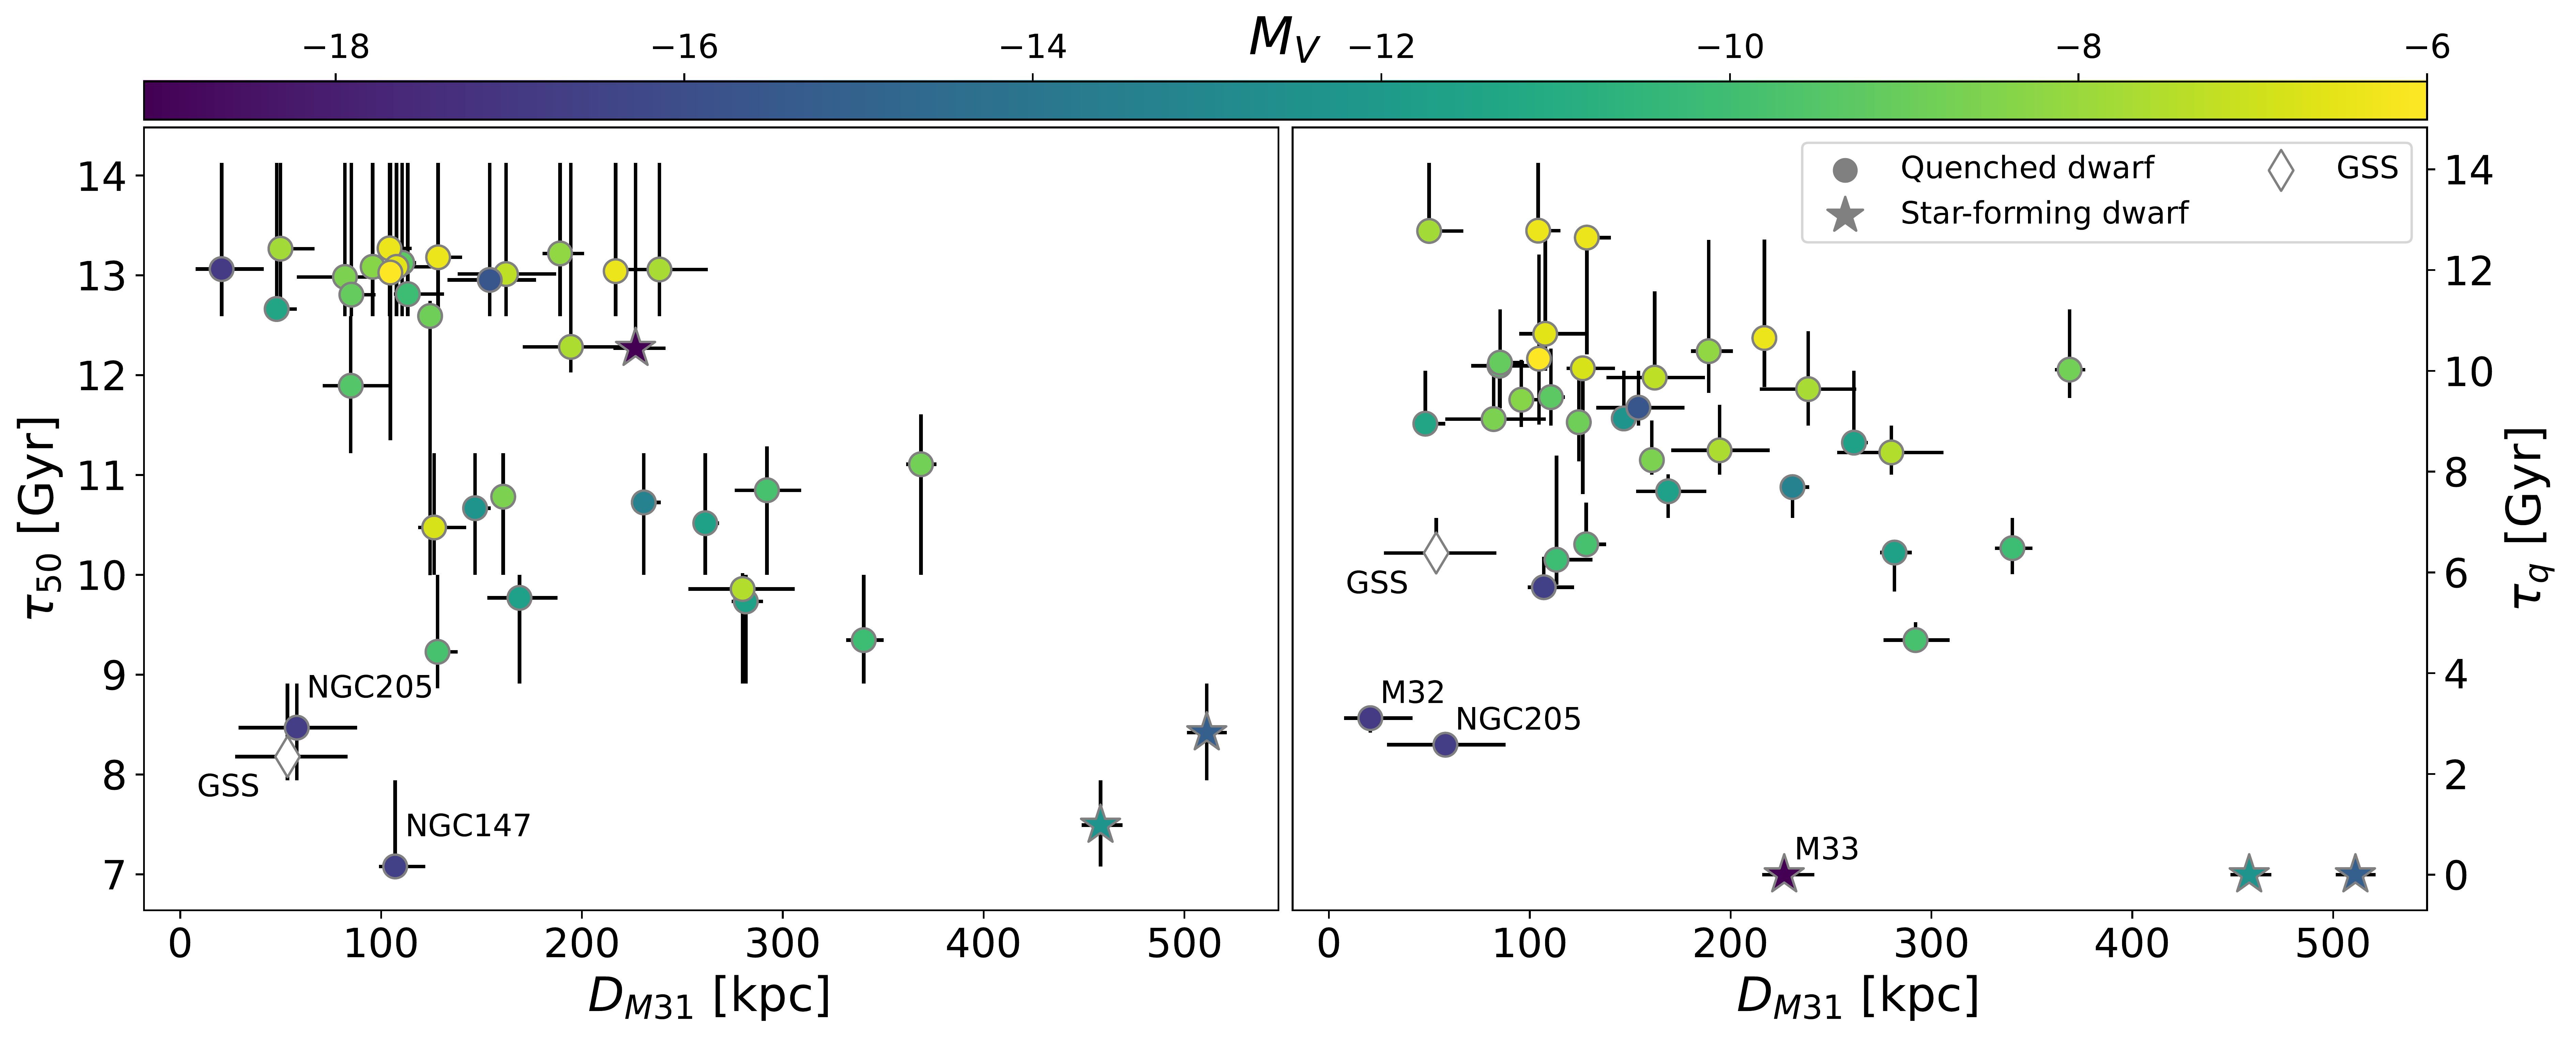 M_V
−18 −16 −14 −12 −10 −8 −6
14
13
12
11
10
9
8
7
τ_50 [Gyr]
NGC205
GSS
NGC147
0 100 200 300 400 500
D_M31 [kpc]
Quenched dwarf
Star-forming dwarf
GSS
GSS
M32
NGC205
M33
14
12
10
8
6
4
2
0
τ_q [Gyr]
0 100 200 300 400 500
D_M31 [kpc]